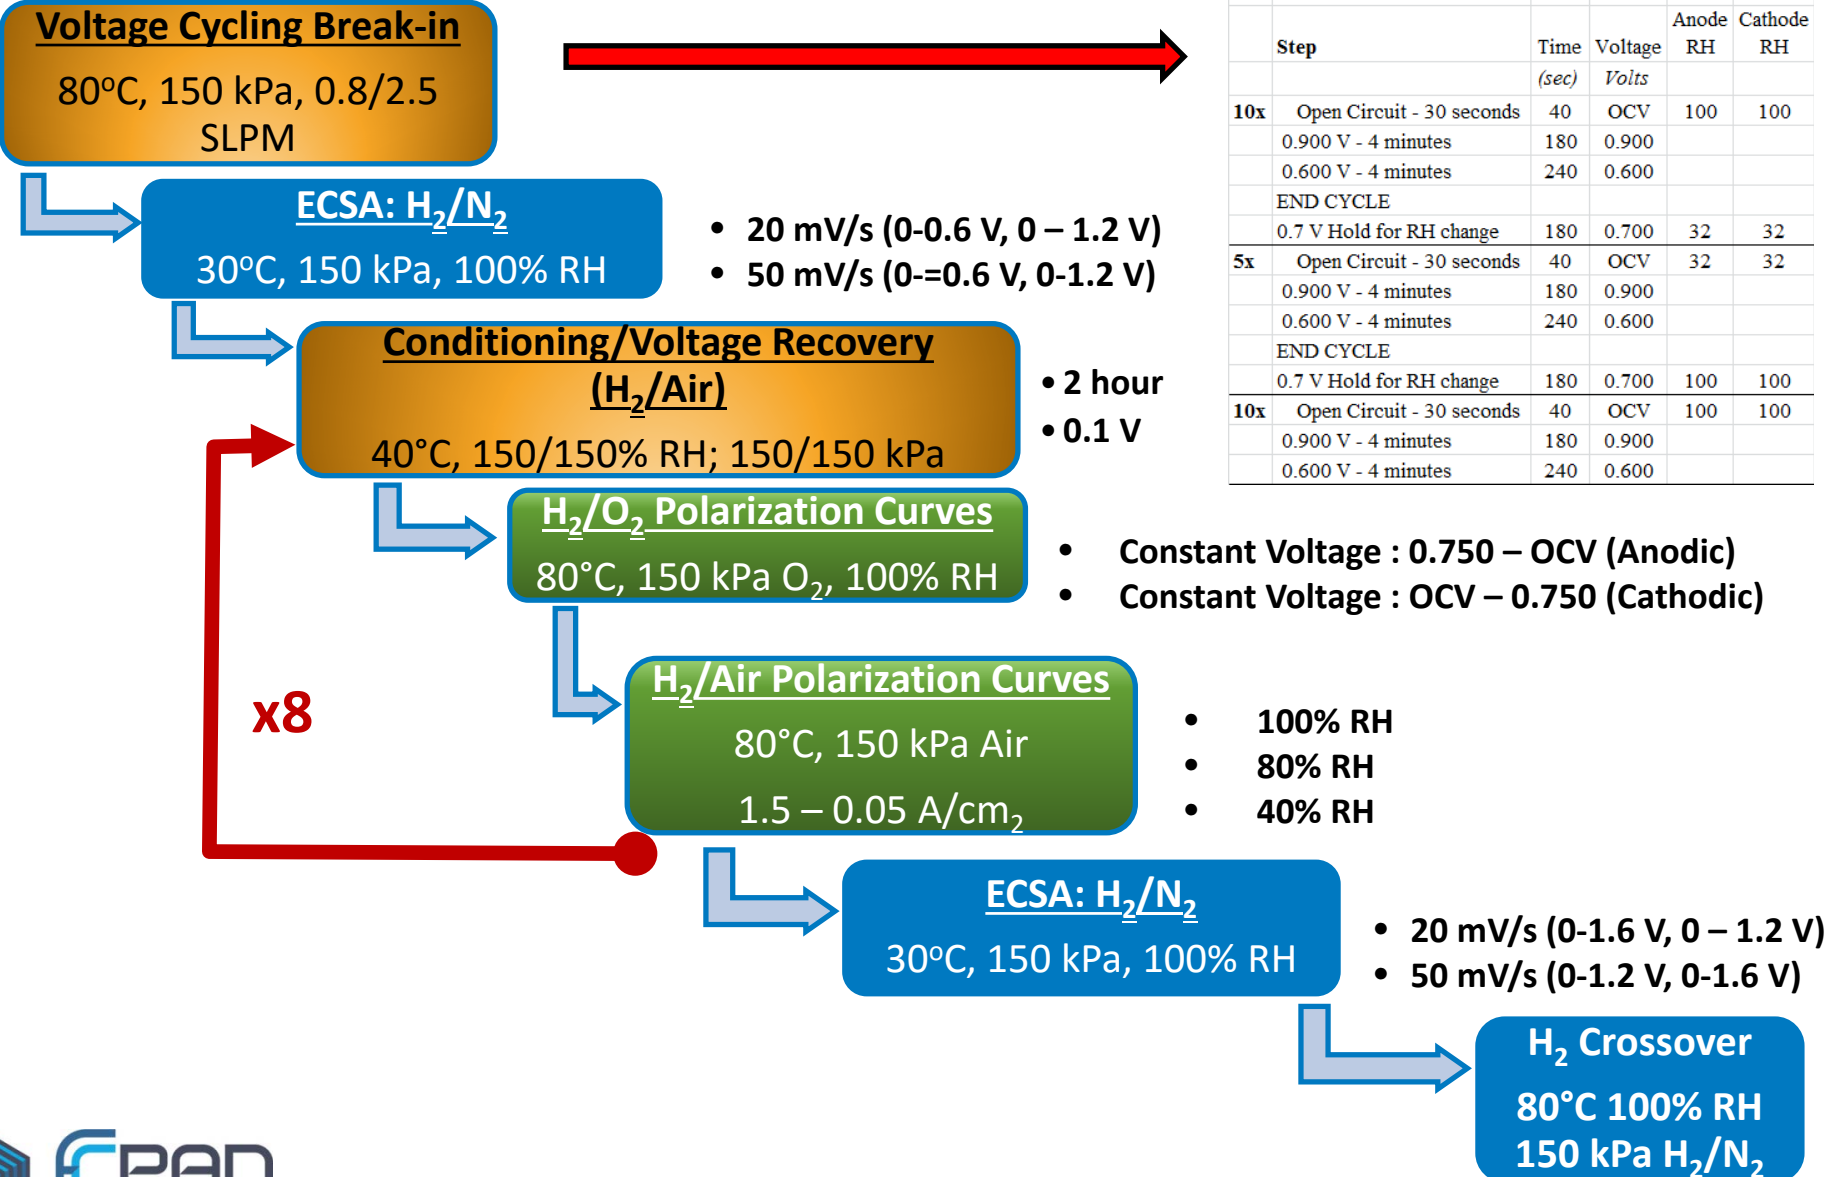 Voltage Cycling Break-in
80°C, 150 kPa, 0.8/2.5
SLPM
Anode Cathode
Step Time Voltage RH RH
(sec) Volts
10x Open Circuit - 30 seconds 40 OCV 100 100
0.900 V - 4 minutes 180 0.900
0.600 V - 4 minutes 240 0.600
END CYCLE
0.7 V Hold for RH change 180 0.700 32 32
5x Open Circuit - 30 seconds 40 OCV 32 32
0.900 V - 4 minutes 180 0.900
0.600 V - 4 minutes 240 0.600
END CYCLE
0.7 V Hold for RH change 180 0.700 100 100
10x Open Circuit - 30 seconds 40 OCV 100 100
0.900 V - 4 minutes 180 0.900
0.600 V - 4 minutes 240 0.600
ECSA: H₂/N₂
30°C, 150 kPa, 100% RH
• 20 mV/s (0-0.6 V, 0 – 1.2 V)
• 50 mV/s (0-=0.6 V, 0-1.2 V)
Conditioning/Voltage Recovery
(H₂/Air)
40°C, 150/150% RH; 150/150 kPa
• 2 hour
• 0.1 V
H₂/O₂ Polarization Curves
80°C, 150 kPa O₂, 100% RH
• Constant Voltage : 0.750 – OCV (Anodic)
• Constant Voltage : OCV – 0.750 (Cathodic)
x8
H₂/Air Polarization Curves
80°C, 150 kPa Air
1.5 – 0.05 A/cm₂
• 100% RH
• 80% RH
• 40% RH
ECSA: H₂/N₂
30°C, 150 kPa, 100% RH
• 20 mV/s (0-1.6 V, 0 – 1.2 V)
• 50 mV/s (0-1.2 V, 0-1.6 V)
H₂ Crossover
80°C 100% RH
150 kPa H₂/N₂